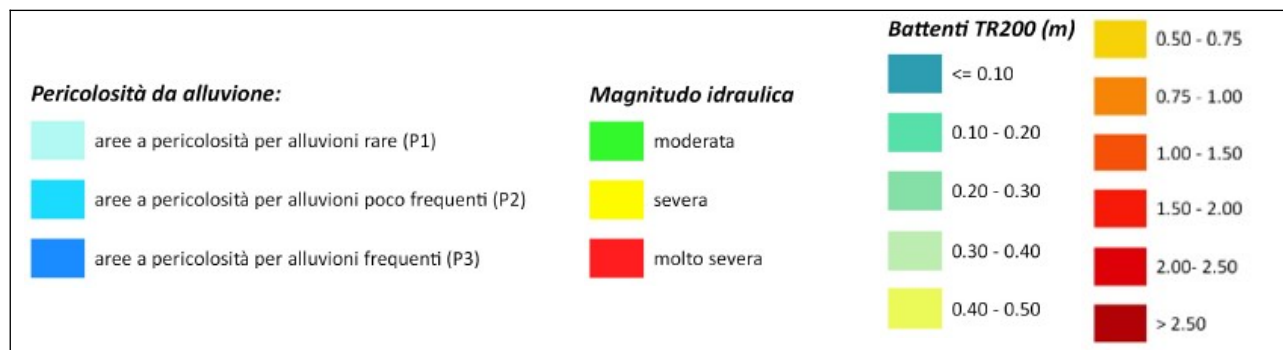 Pericolosità da alluvione:
aree a pericolosità per alluvioni rare (P1)
aree a pericolosità per alluvioni poco frequenti (P2)
aree a pericolosità per alluvioni frequenti (P3)
Magnitudo idraulica
moderata
severa
molto severa
Battenti TR200 (m)
<= 0.10
0.10 - 0.20
0.20 - 0.30
0.30 - 0.40
0.40 - 0.50
0.50 - 0.75
0.75 - 1.00
1.00 - 1.50
1.50 - 2.00
2.00- 2.50
> 2.50